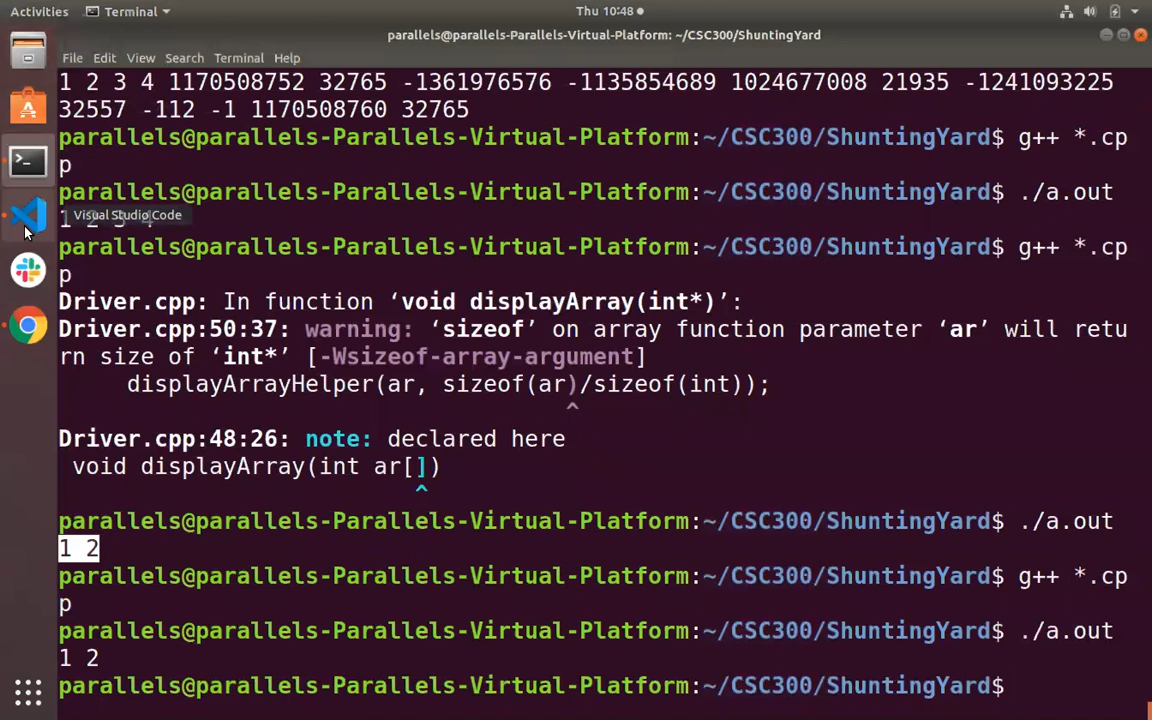 Activities Terminal Thu 10:48
parallels@parallels-Parallels-Virtual-Platform: ~/CSC300/ShuntingYard
File Edit View Search Terminal Help
1 2 3 4 1170508752 32765 -1361976576 -1135854689 1024677008 21935 -1241093225
32557 -112 -1 1170508760 32765
parallels@parallels-Parallels-Virtual-Platform:~/CSC300/ShuntingYard$ g++ *.cp
p
parallels@parallels-Parallels-Virtual-Platform:~/CSC300/ShuntingYard$ ./a.out
1 2 3 4
Visual Studio Code
parallels@parallels-Parallels-Virtual-Platform:~/CSC300/ShuntingYard$ g++ *.cp
p
Driver.cpp: In function ‘void displayArray(int*)’:
Driver.cpp:50:37: warning: ‘sizeof’ on array function parameter ‘ar’ will retu
rn size of ‘int*’ [-Wsizeof-array-argument]
displayArrayHelper(ar, sizeof(ar)/sizeof(int));
^
Driver.cpp:48:26: note: declared here
void displayArray(int ar[])
^
parallels@parallels-Parallels-Virtual-Platform:~/CSC300/ShuntingYard$ ./a.out
1 2
parallels@parallels-Parallels-Virtual-Platform:~/CSC300/ShuntingYard$ g++ *.cp
p
parallels@parallels-Parallels-Virtual-Platform:~/CSC300/ShuntingYard$ ./a.out
1 2
parallels@parallels-Parallels-Virtual-Platform:~/CSC300/ShuntingYard$